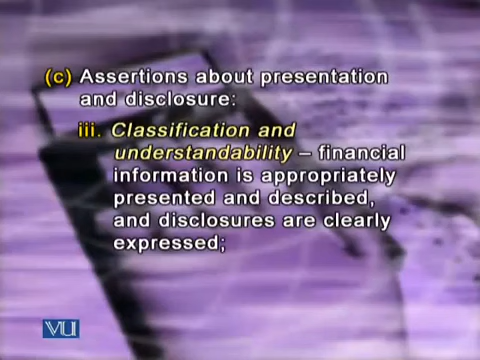 (c) Assertions about presentation
and disclosure:
iii. Classification and
understandability – financial
information is appropriately
presented and described,
and disclosures are clearly
expressed;
VU